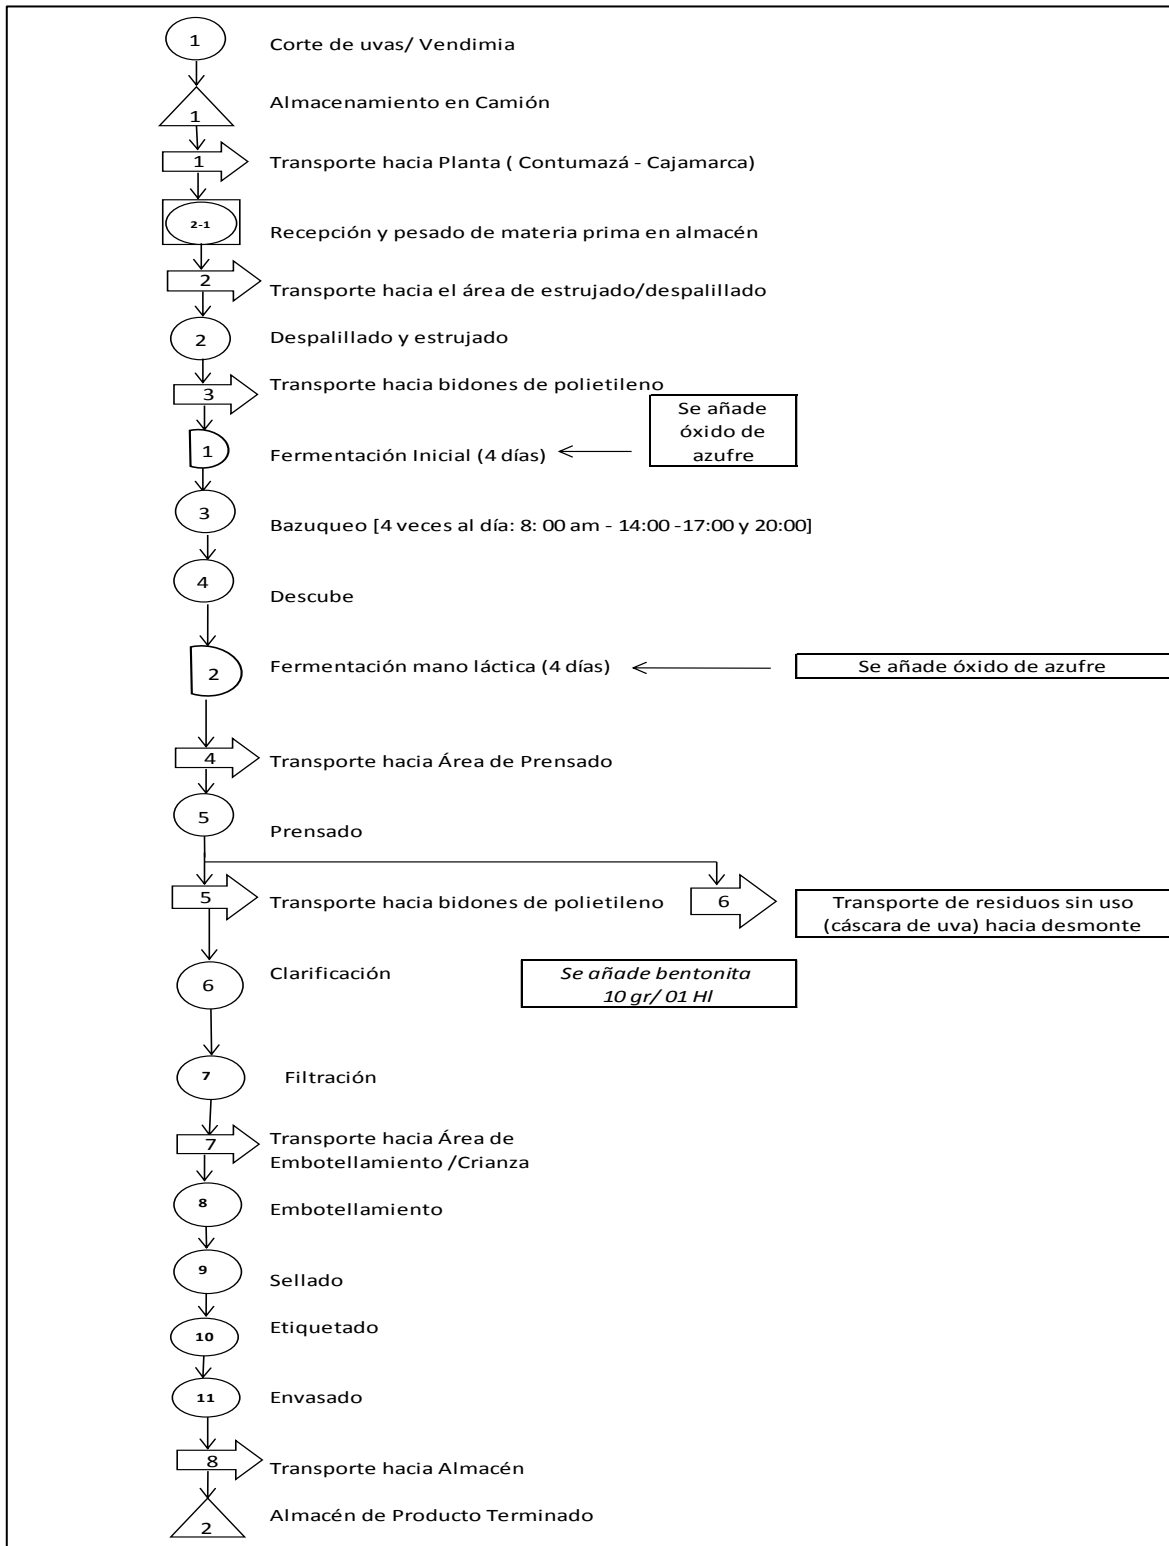 1
Corte de uvas/ Vendimia
1
Almacenamiento en Camión
1
Transporte hacia Planta ( Contumazá - Cajamarca)
2-1
Recepción y pesado de materia prima en almacén
2
Transporte hacia el área de estrujado/despalillado
2
Despalillado y estrujado
3
Transporte hacia bidones de polietileno
1
Fermentación Inicial (4 días)
Se añade
óxido de
azufre
3
Bazuqueo [4 veces al día: 8: 00 am - 14:00 -17:00 y 20:00]
4
Descube
2
Fermentación mano láctica (4 días)
Se añade óxido de azufre
4
Transporte hacia Área de Prensado
5
Prensado
5
Transporte hacia bidones de polietileno
6
Transporte de residuos sin uso
(cáscara de uva) hacia desmonte
6
Clarificación
Se añade bentonita
10 gr/ 01 Hl
7
Filtración
7
Transporte hacia Área de
Embotellamiento /Crianza
8
Embotellamiento
9
Sellado
10
Etiquetado
11
Envasado
8
Transporte hacia Almacén
2
Almacén de Producto Terminado